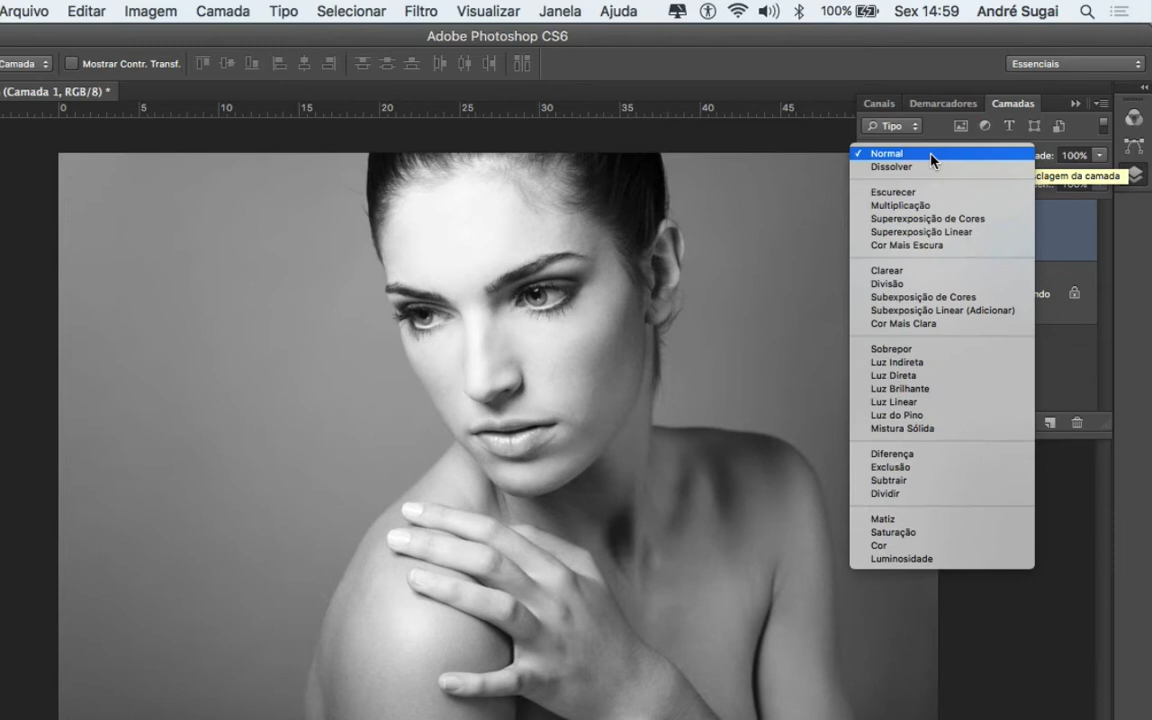 Arquivo Editar Imagem Camada Tipo Selecionar Filtro Visualizar Janela Ajuda 100% Sex 14:59 André Sugai
Adobe Photoshop CS6
Camada Mostrar Contr. Transf. Essenciais
(Camada 1, RGB/8) *
0 5 10 15 20 25 30 35 40 45
Canais Demarcadores Camadas
Tipo
Normal
ade: 100%
Dissolver
clagem da camada
100%
Escurecer
Multiplicação
Superexposição de Cores
Superexposição Linear
Cor Mais Escura
Clarear
Divisão
Subexposição de Cores
ndo
Subexposição Linear (Adicionar)
Cor Mais Clara
Sobrepor
Luz Indireta
Luz Direta
Luz Brilhante
Luz Linear
Luz do Pino
Mistura Sólida
Diferença
Exclusão
Subtrair
Dividir
Matiz
Saturação
Cor
Luminosidade